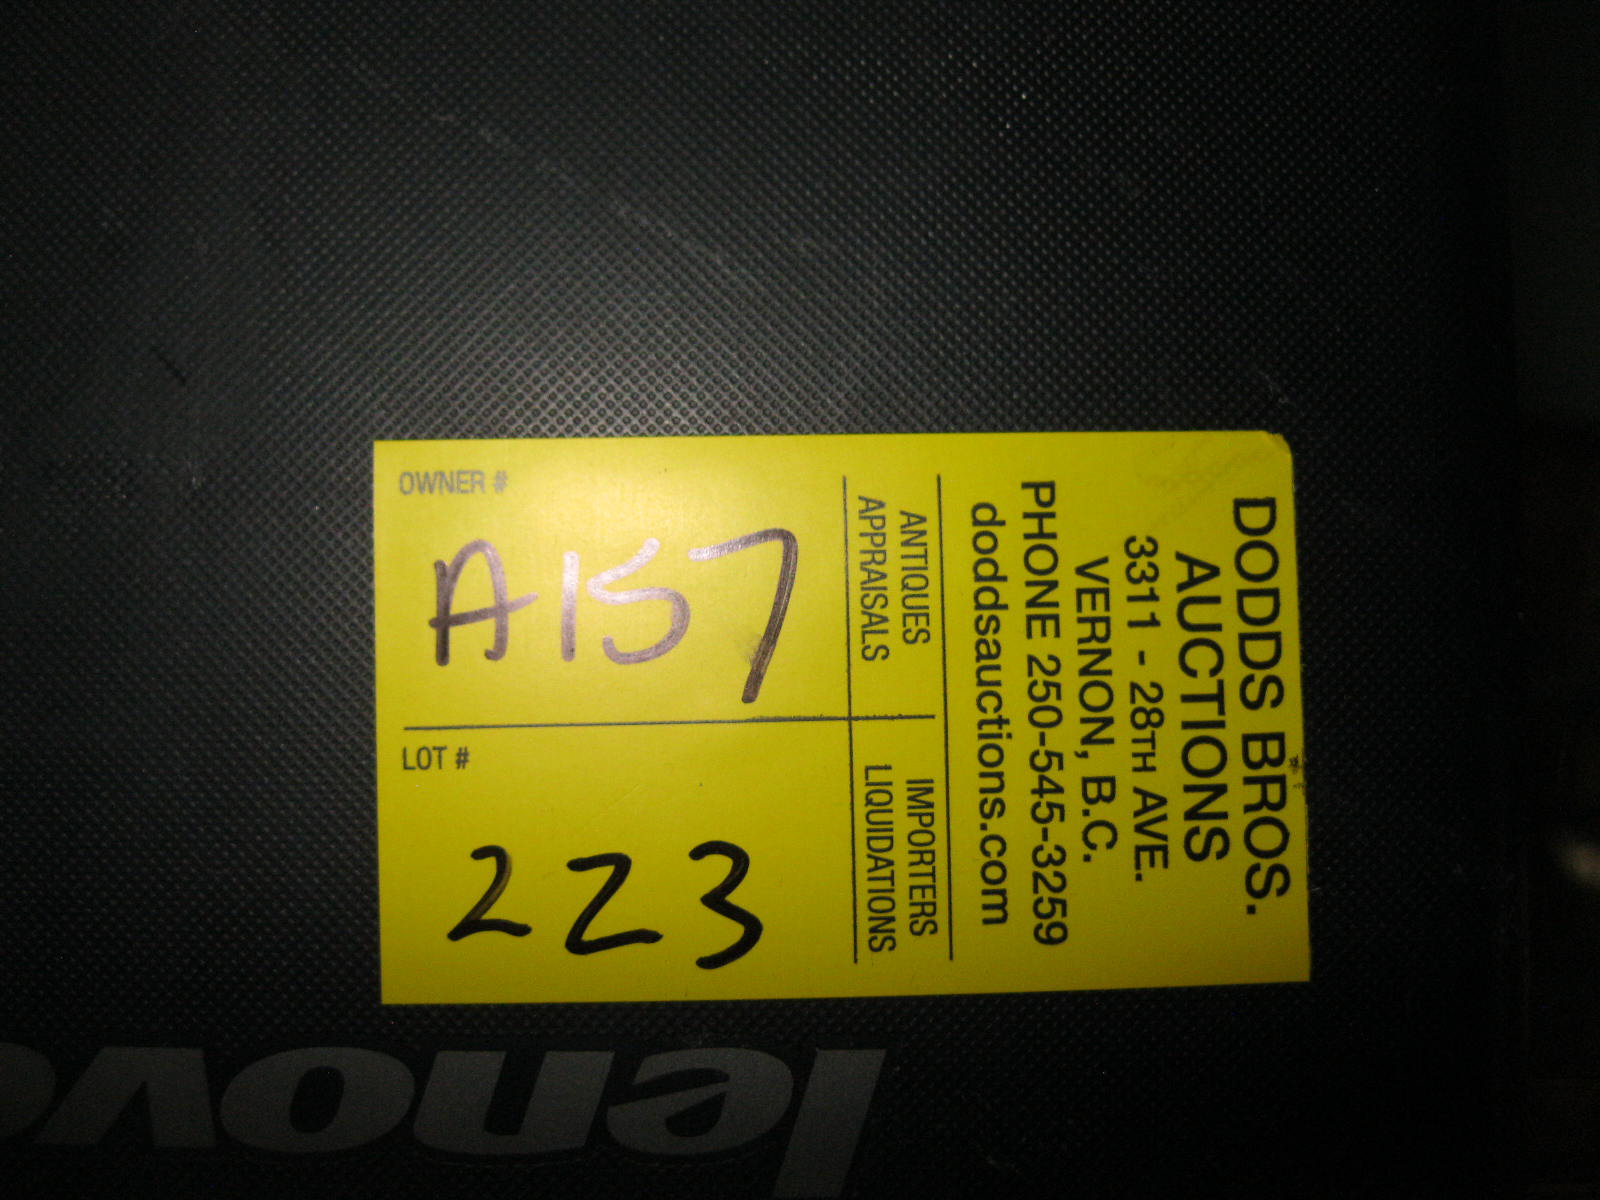 DODDS BROS.
AUCTIONS
3311 - 28TH AVE.
VERNON, B.C.
PHONE 250-545-3259
doddsauctions.com
ANTIQUES
APPRAISALS
IMPORTERS
LIQUIDATIONS
OWNER #
A157
LOT #
223
lenovo